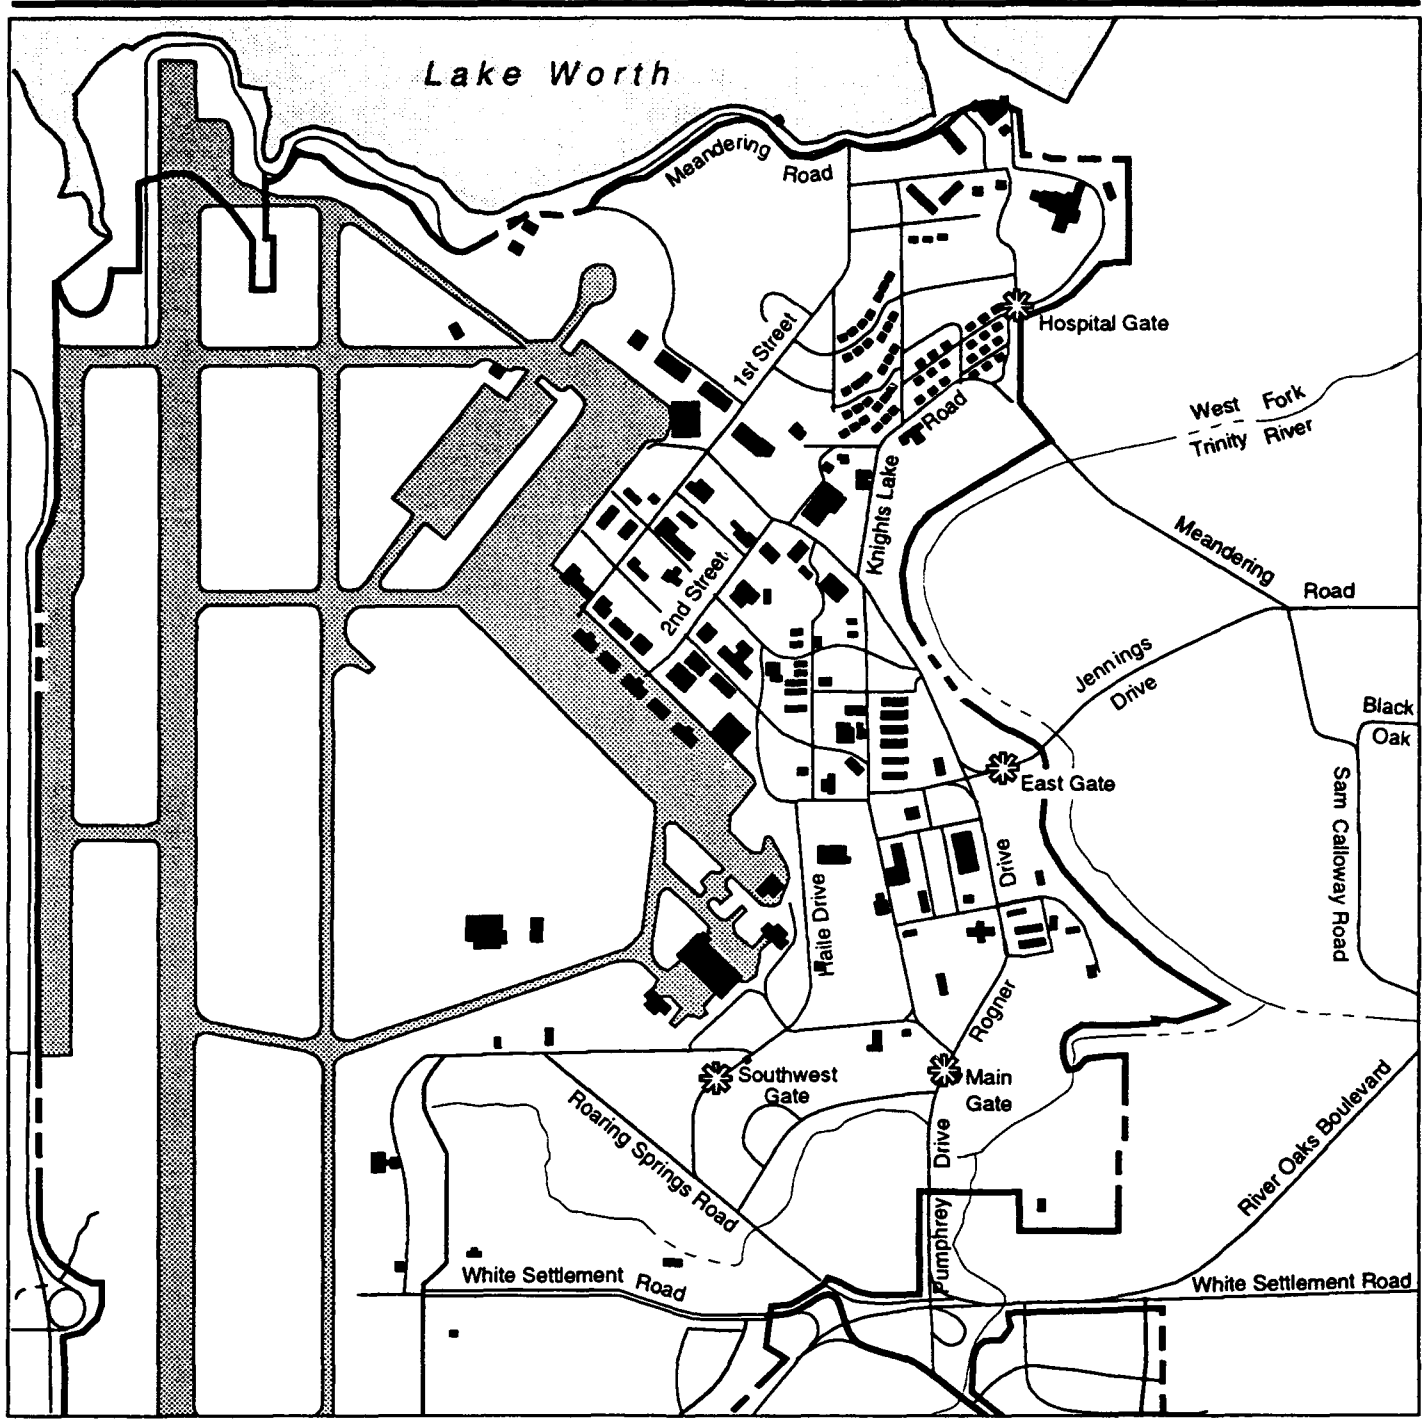 Lake Worth
Meandering
Road
Hospital Gate
1st Street
West Fork
Trinity River
Road
Knights Lake
Meandering
Road
2nd Street
Jennings
Drive
Black
Oak
East Gate
Sam Calloway Road
Drive
Haile Drive
Rogner
Southwest
Gate
Main
Gate
Roaring Springs Road
Drive
Pumphrey
River Oaks Boulevard
White Settlement Road
White Settlement Road